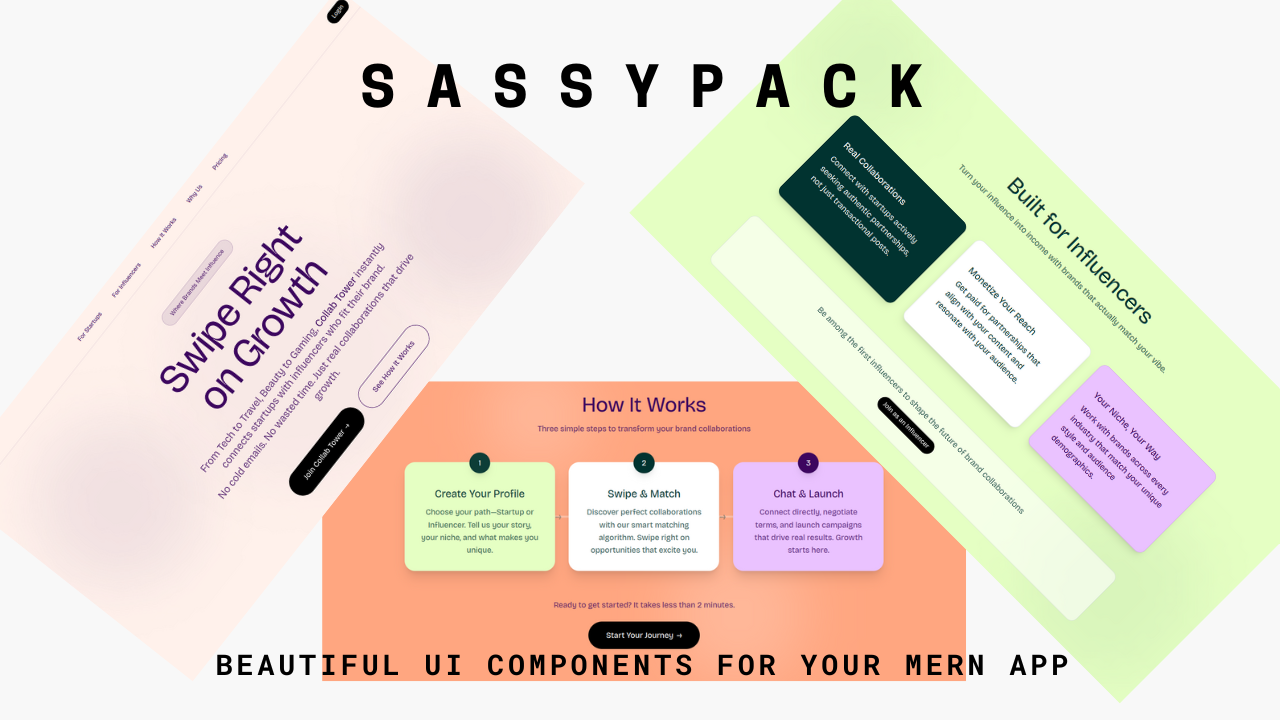 SASSYPACK
Login
For Startups
For Influencers
How It Works
Why Us
Pricing
Where Brands Meet Influence
Swipe Right
on Growth
From Tech to Travel, Beauty to Gaming, Collab Tower instantly
connects startups with influencers who fit their brand.
No cold emails. No wasted time. Just real collaborations that drive
growth.
Join Collab Tower →
See How It Works
Built for Influencers
Turn your influence into income with brands that actually match your vibe.
Real Collaborations
Connect with startups actively
seeking authentic partnerships,
not just transactional posts.
Monetize Your Reach
Get paid for partnerships that
align with your content and
resonate with your audience.
Your Niche, Your Way
Work with brands across every
industry that match your unique
style and audience
demographics.
Be among the first influencers to shape the future of brand collaborations
Join as an Influencer
How It Works
Three simple steps to transform your brand collaborations
1
Create Your Profile
Choose your path—Startup or
Influencer. Tell us your story,
your niche, and what makes you
unique.
2
Swipe & Match
Discover perfect collaborations
with our smart matching
algorithm. Swipe right on
opportunities that excite you.
3
Chat & Launch
Connect directly, negotiate
terms, and launch campaigns
that drive real results. Growth
starts here.
Ready to get started? It takes less than 2 minutes.
Start Your Journey →
BEAUTIFUL UI COMPONENTS FOR YOUR MERN APP